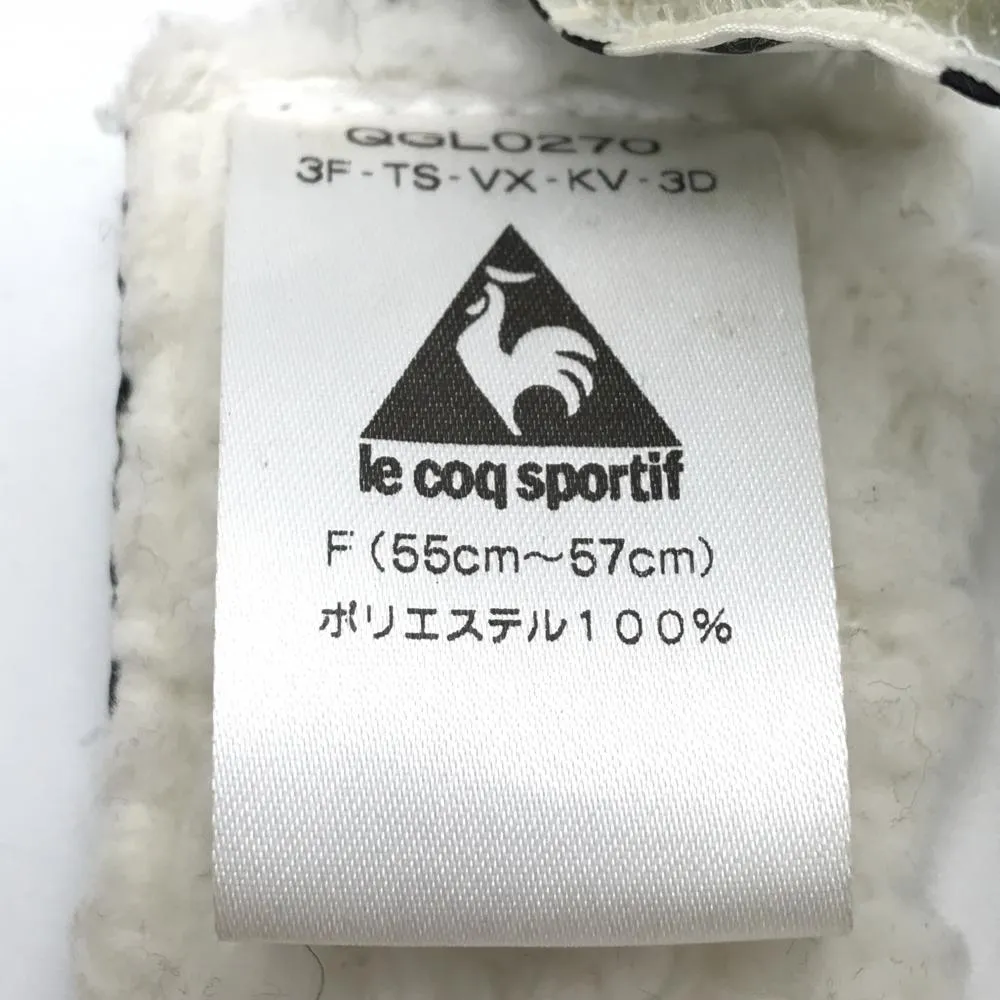 QGL0270
3F-TS-VX-KV-3D
le coq sportif
F(55cm～57cm)
ポリエステル１００％